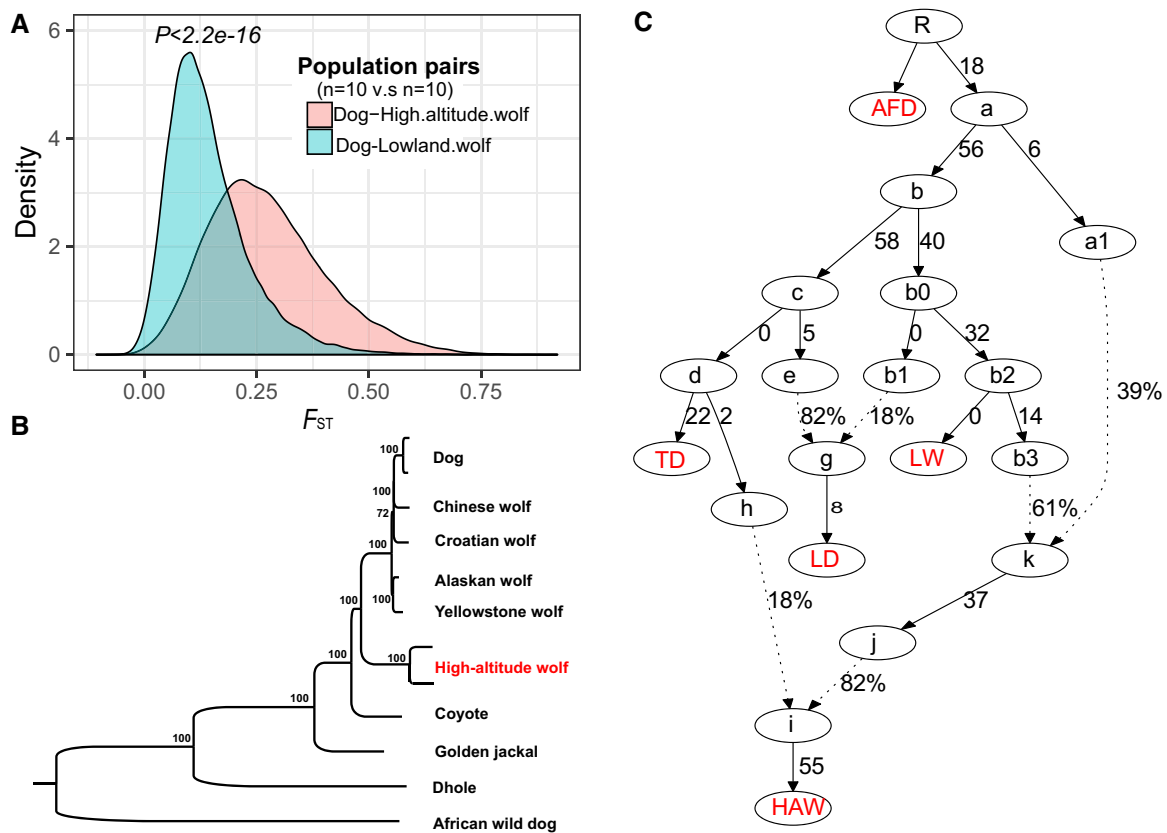 A
6
4
2
0
Density
P<2.2e-16
Population pairs
(n=10 v.s n=10)
Dog-High.altitude.wolf
Dog-Lowland.wolf
0.00 0.25 0.50 0.75
FST
B
100
Dog
100
Chinese wolf
72
Croatian wolf
100
Alaskan wolf
100
Yellowstone wolf
100
100
High-altitude wolf
100
Coyote
100
Golden jackal
100
Dhole
African wild dog
C
R
18
AFD a
56 6
b
a1
58 40
c b0
0 5 0 32
d e b1 b2
39%
22 2 82% 18% 0 14
TD g LW b3
h 8 61%
LD k
18% 37
j
82%
i
55
HAW